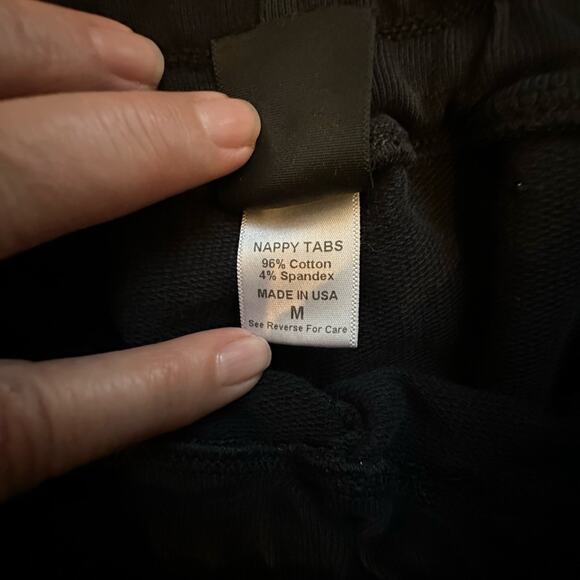 NAPPY TABS
96% Cotton
4% Spandex
MADE IN USA
M
See Reverse For Care